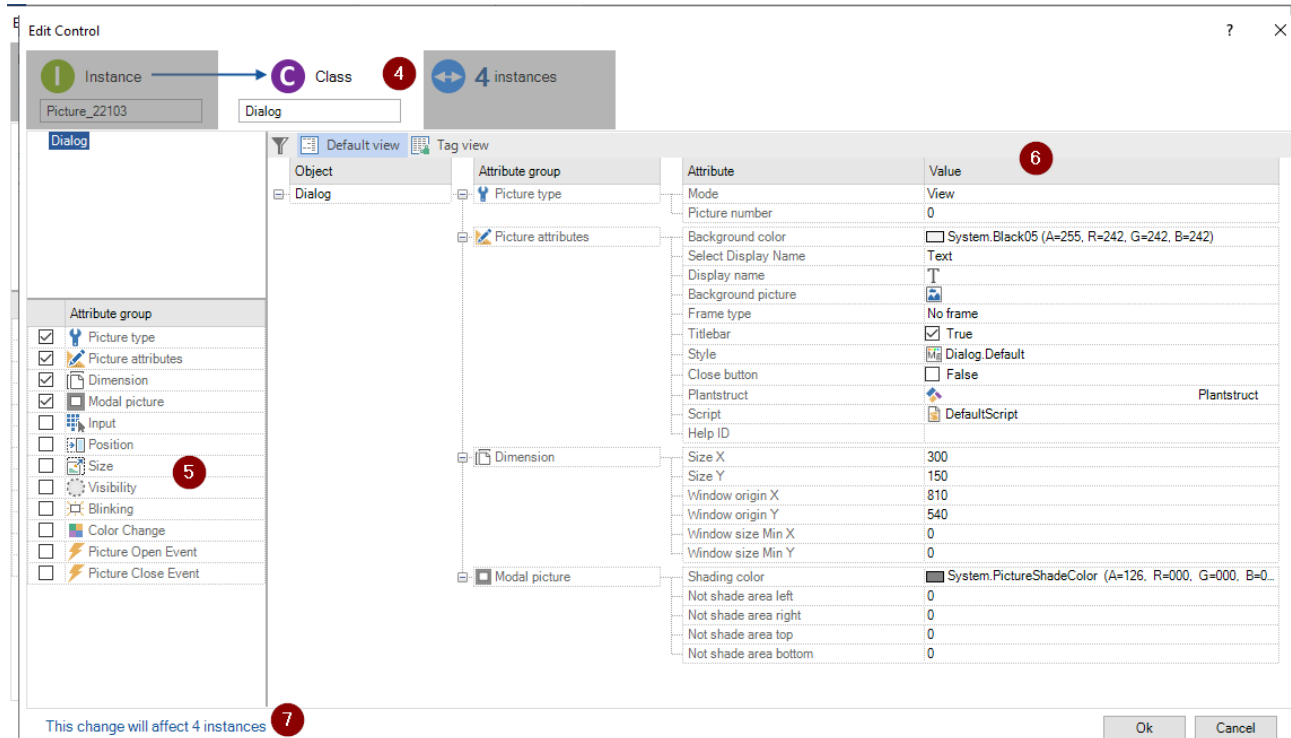 E
Edit Control ? ×
I Instance C Class 4 4 instances
Picture_22103 Dialog
Dialog
Default view Tag view
6
Object Attribute group Attribute Value
Dialog Picture type Mode View
Picture number 0
Picture attributes Background color System.Black05 (A=255, R=242, G=242, B=242)
Select Display Name Text
Display name T
Background picture
Frame type No frame
Titlebar True
Style Dialog.Default
Close button False
Plantstruct Plantstruct
Script DefaultScript
Help ID
Dimension Size X 300
Size Y 150
Window origin X 810
Window origin Y 540
Window size Min X 0
Window size Min Y 0
Modal picture Shading color System.PictureShadeColor (A=126, R=000, G=000, B=0...
Not shade area left 0
Not shade area right 0
Not shade area top 0
Not shade area bottom 0
Attribute group
Picture type
Picture attributes
Dimension
Modal picture
Input
Position
Size
5
Visibility
Blinking
Color Change
Picture Open Event
Picture Close Event
This change will affect 4 instances 7
Ok Cancel